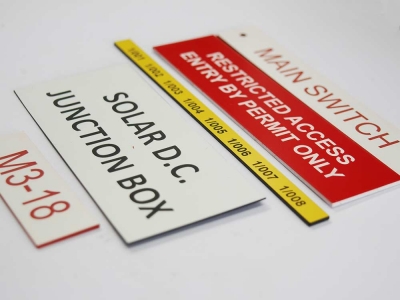 M3-18
SOLAR D.C.
JUNCTION BOX
1/001 1/002 1/003 1/004 1/005 1/006 1/007 1/008
MAIN SWITCH
RESTRICTED ACCESS
ENTRY BY PERMIT ONLY